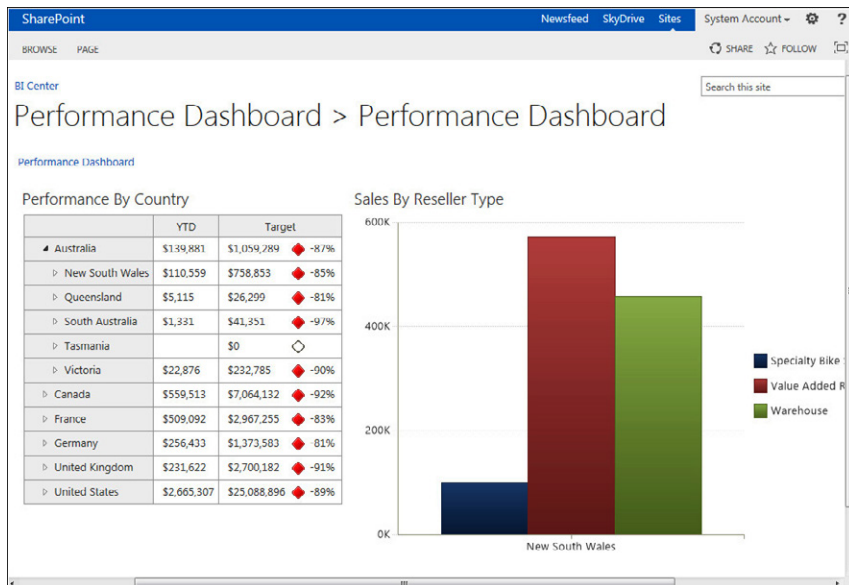 SharePoint Newsfeed SkyDrive Sites System Account ?
BROWSE PAGE SHARE FOLLOW
BI Center
Search this site
Performance Dashboard > Performance Dashboard
Performance Dashboard
Performance By Country
YTD Target
Australia $139,881 $1,059,289 -87%
New South Wales $110,559 $758,853 -85%
Queensland $5,115 $26,299 -81%
South Australia $1,331 $41,351 -97%
Tasmania $0
Victoria $22,876 $232,785 -90%
Canada $559,513 $7,064,132 -92%
France $509,092 $2,967,255 -83%
Germany $256,433 $1,373,583 81%
United Kingdom $231,622 $2,700,182 -91%
United States $2,665,307 $25,088,896 -89%
Sales By Reseller Type
600K
400K
200K
0K
New South Wales
Specialty Bike
Value Added R
Warehouse